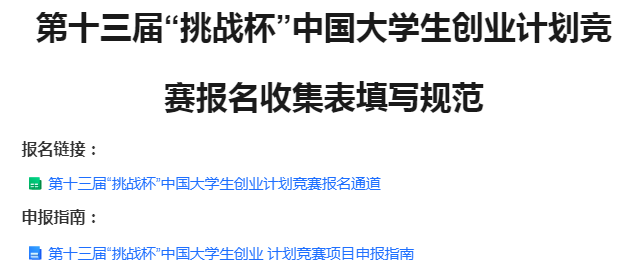 第十三届“挑战杯”中国大学生创业计划竞
赛报名收集表填写规范
报名链接：
第十三届“挑战杯”中国大学生创业计划竞赛报名通道
申报指南：
第十三届“挑战杯”中国大学生创业 计划竞赛项目申报指南